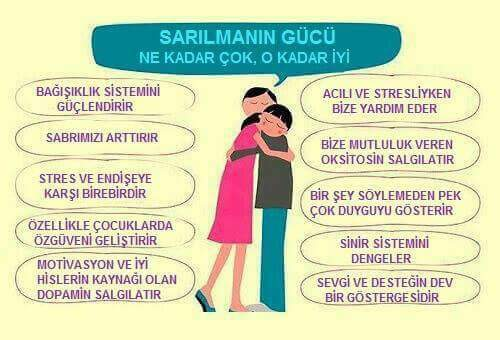 SARILMANIN GÜCÜ
NE KADAR ÇOK, O KADAR İYİ
BAĞIŞIKLIK SİSTEMİNİ
GÜÇLENDİRİR
SABRIMIZI ARTTIRIR
STRES VE ENDİŞEYE
KARŞI BİREBİRDİR
ÖZELLİKLE ÇOCUKLARDA
ÖZGÜVENİ GELİŞTİRİR
MOTİVASYON VE İYİ
HİSLERİN KAYNAĞI OLAN
DOPAMİN SALGILATIR
ACILI VE STRESLİYKEN
BİZE YARDIM EDER
BİZE MUTLULUK VEREN
OKSİTOSİN SALGILATIR
BİR ŞEY SÖYLEMEDEN PEK
ÇOK DUYGUYU GÖSTERİR
SİNİR SİSTEMİNİ
DENGELER
SEVGİ VE DESTEĞİN DEV
BİR GÖSTERGESİDİR